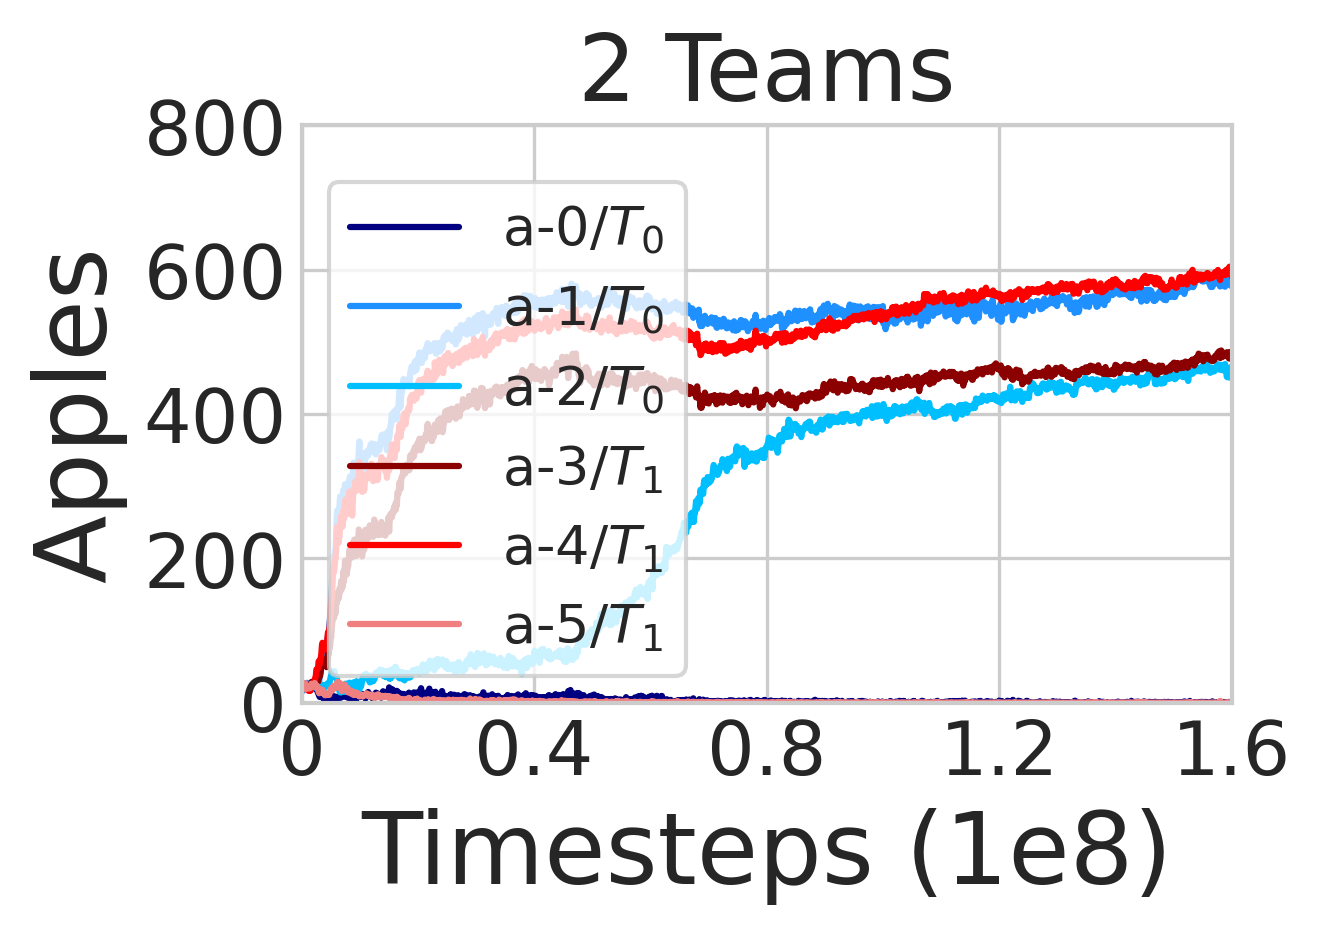 2 Teams
800
600
400
200
0
Apples
a-0/T₀
a-1/T₀
a-2/T₀
a-3/T₁
a-4/T₁
a-5/T₁
0 0.4 0.8 1.2 1.6
Timesteps (1e8)